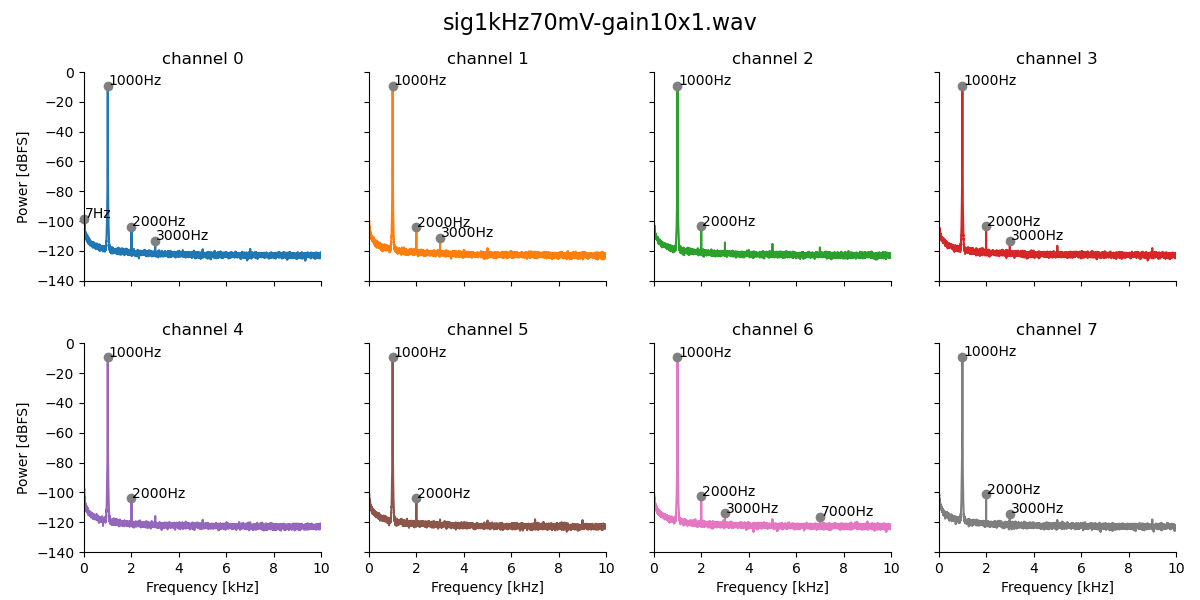 sig1kHz70mV-gain10x1.wav
channel 0
channel 1
channel 2
channel 3
Power [dBFS]
0
−20
−40
−60
−80
−100
−120
−140
1000Hz
7Hz
2000Hz
3000Hz
1000Hz
2000Hz
3000Hz
1000Hz
2000Hz
1000Hz
2000Hz
3000Hz
channel 4
channel 5
channel 6
channel 7
Power [dBFS]
0
−20
−40
−60
−80
−100
−120
−140
1000Hz
2000Hz
1000Hz
2000Hz
1000Hz
2000Hz
3000Hz
7000Hz
1000Hz
2000Hz
3000Hz
0 2 4 6 8 10
0 2 4 6 8 10
0 2 4 6 8 10
0 2 4 6 8 10
Frequency [kHz]
Frequency [kHz]
Frequency [kHz]
Frequency [kHz]